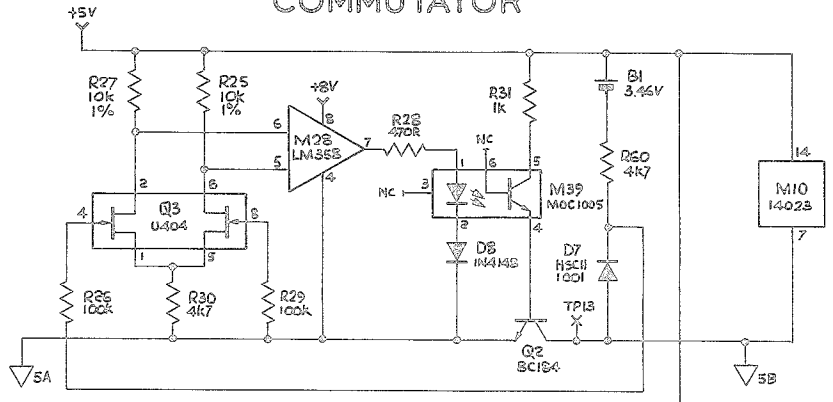 COMMUTATOR
+5V
R27
10k
1%
R25
10k
1%
+8V
8
6
M28
LM358
5
4
7
R28
470R
R31
1k
B1
3.46V
NC
1
6
5
NC
3
M39
MOC1005
2
4
R60
4k7
14
M10
14023
7
2
6
4
Q3
U404
8
1
5
D8
1N4148
D7
HSCH
1001
R26
100k
R30
4k7
R29
100k
TP13
Q2
BC184
5A
5B